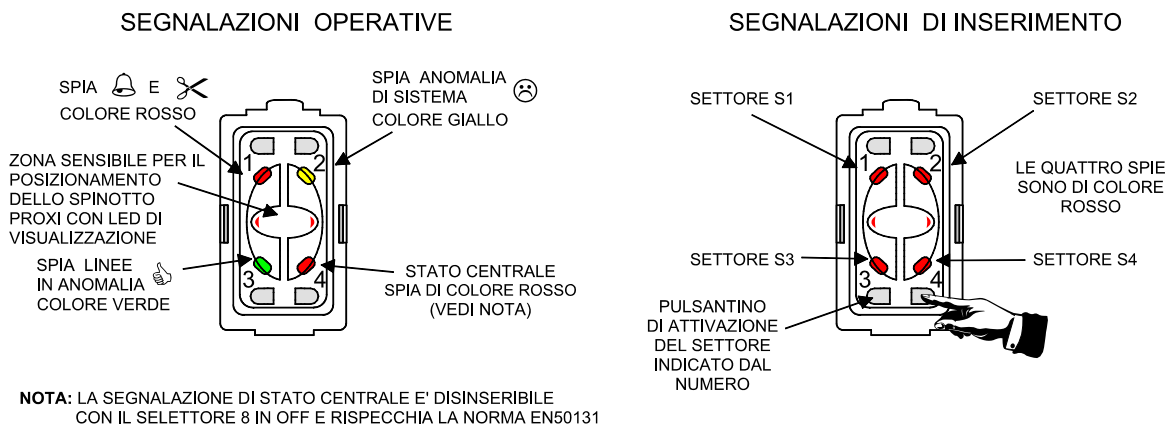 SEGNALAZIONI OPERATIVE
SPIA E
COLORE ROSSO
SPIA ANOMALIA
DI SISTEMA
COLORE GIALLO
ZONA SENSIBILE PER IL
POSIZIONAMENTO
DELLO SPINOTTO
PROXI CON LED DI
VISUALIZZAZIONE
SPIA LINEE
IN ANOMALIA
COLORE VERDE
1
2
3
4
STATO CENTRALE
SPIA DI COLORE ROSSO
(VEDI NOTA)
NOTA: LA SEGNALAZIONE DI STATO CENTRALE E' DISINSERIBILE
CON IL SELETTORE 8 IN OFF E RISPECCHIA LA NORMA EN50131
SEGNALAZIONI DI INSERIMENTO
SETTORE S1
SETTORE S2
LE QUATTRO SPIE
SONO DI COLORE
ROSSO
1
2
3
4
SETTORE S3
SETTORE S4
PULSANTINO
DI ATTIVAZIONE
DEL SETTORE
INDICATO DAL
NUMERO